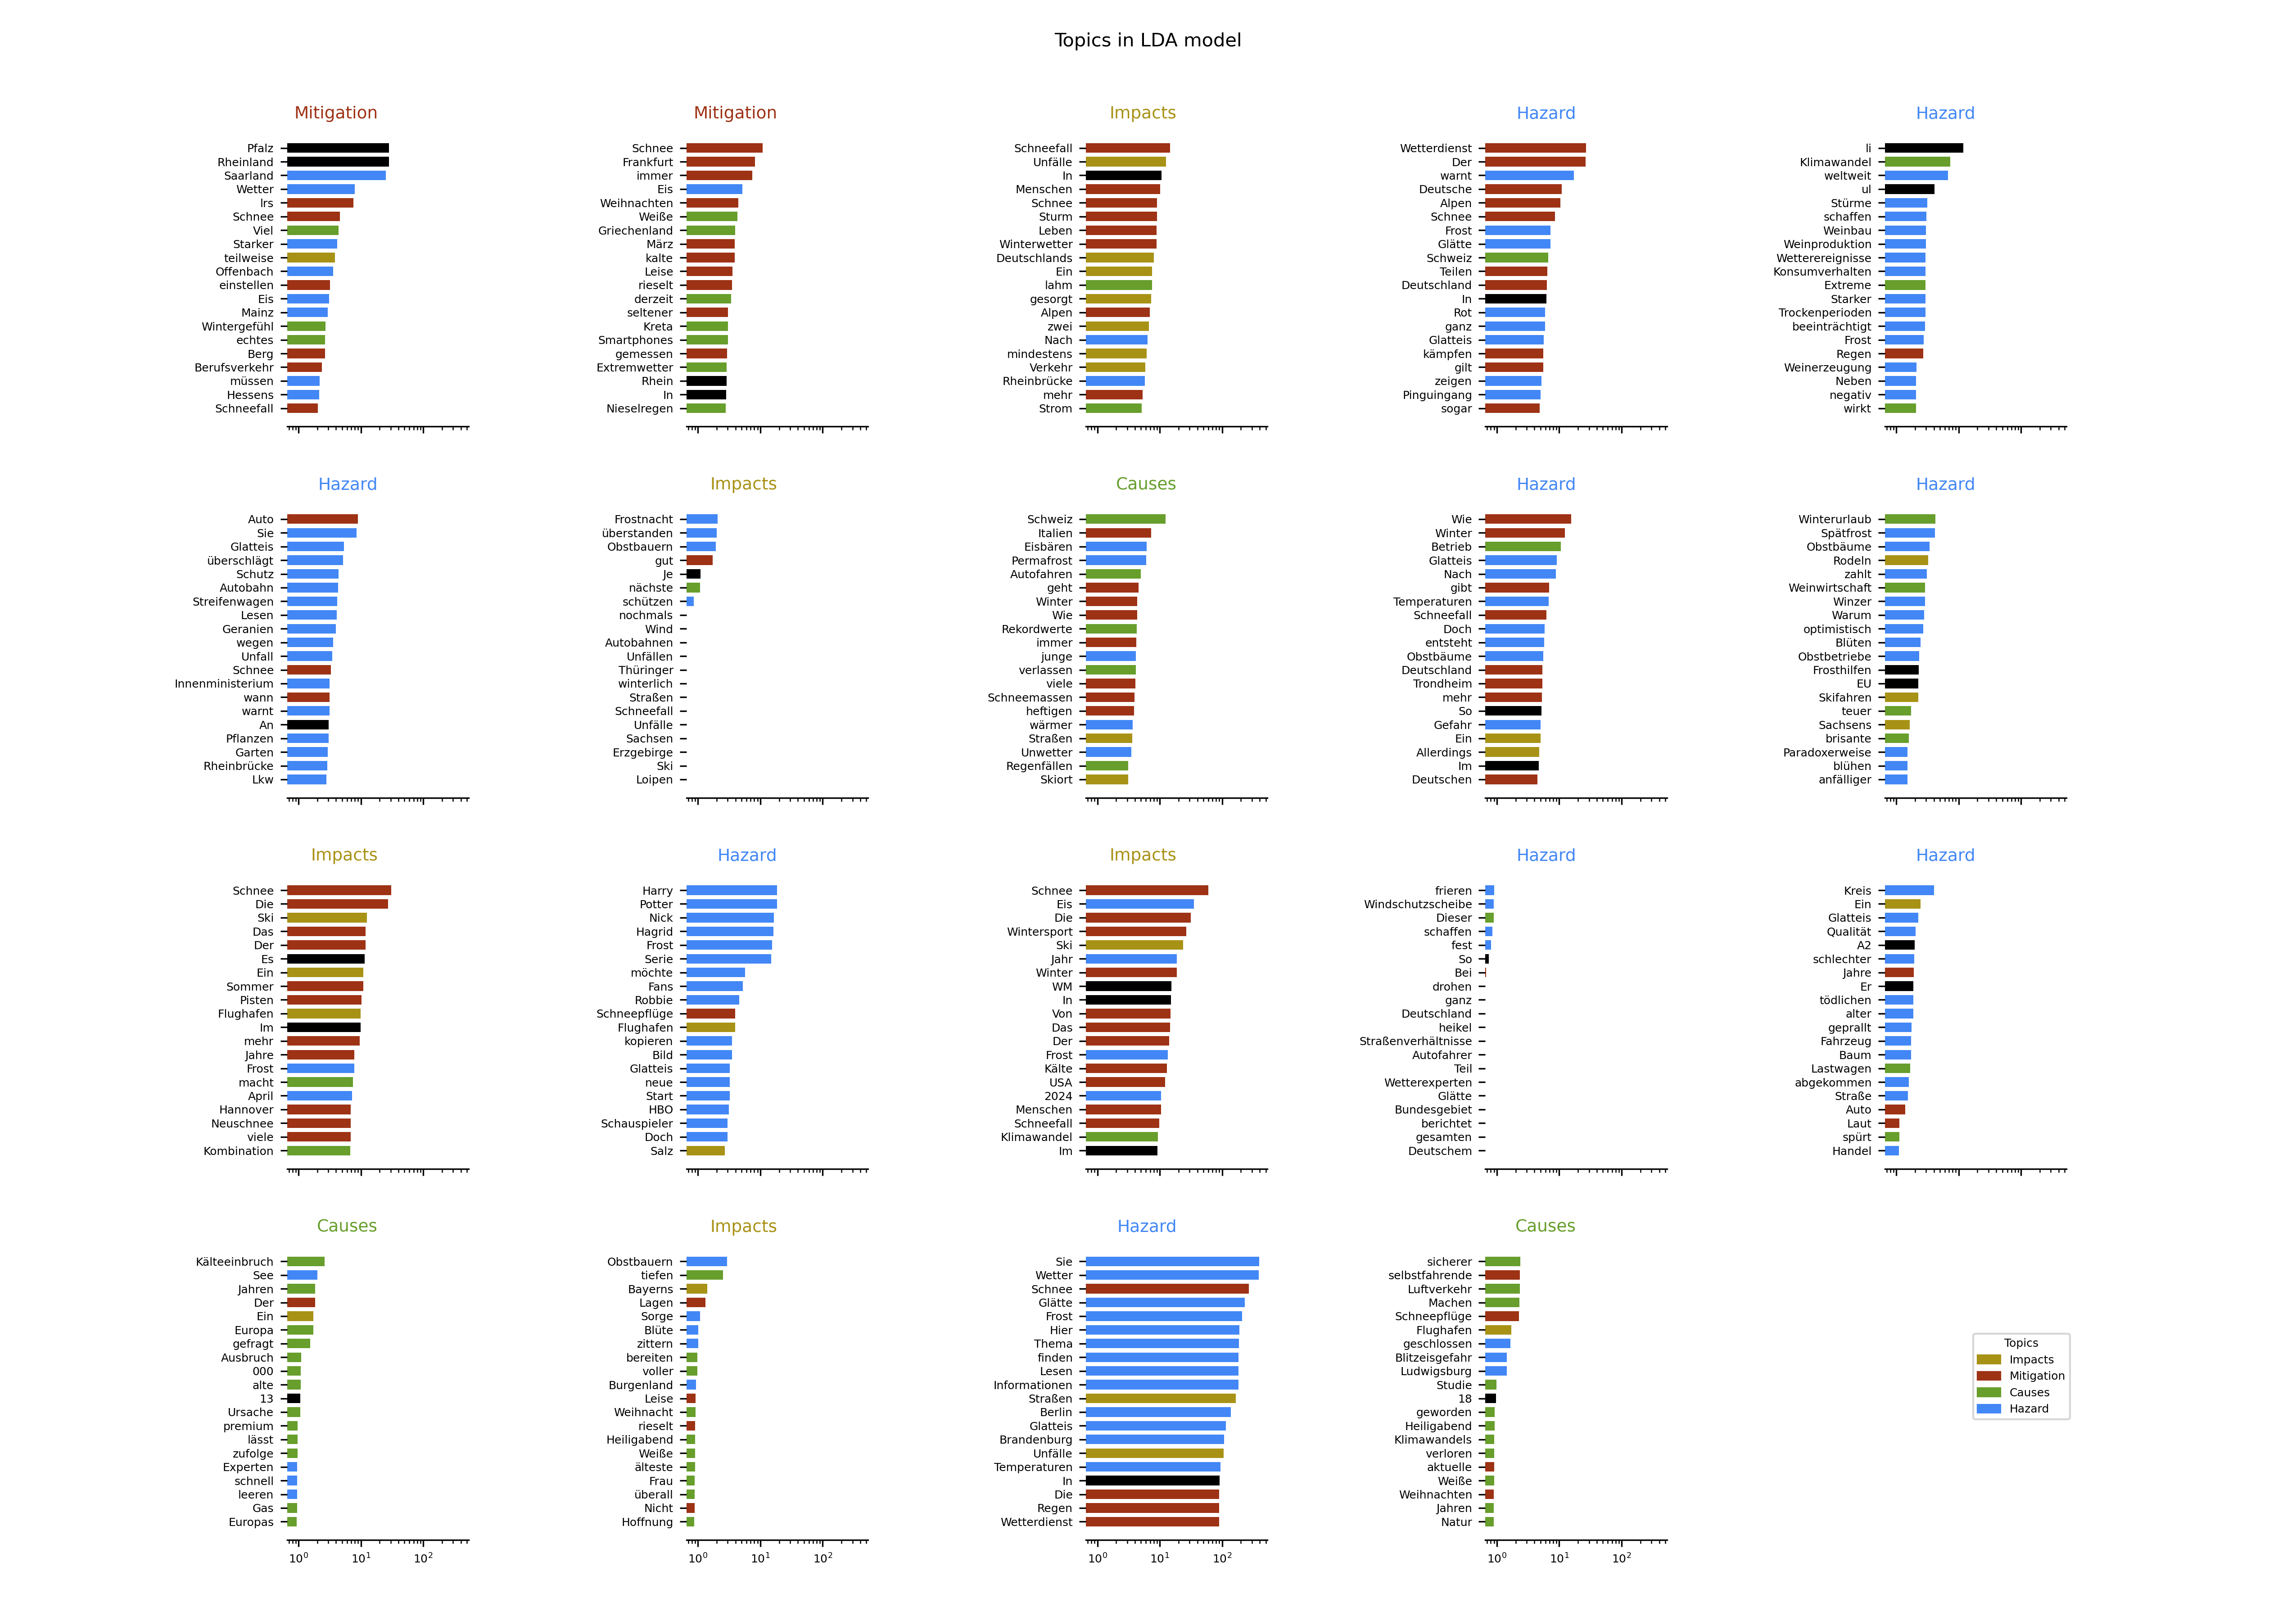 Topics in LDA model
Mitigation
Pfalz
Rheinland
Saarland
Wetter
lrs
Schnee
Viel
Starker
teilweise
Offenbach
einstellen
Eis
Mainz
Wintergefühl
echtes
Berg
Berufsverkehr
müssen
Hessens
Schneefall
Mitigation
Schnee
Frankfurt
immer
Eis
Weihnachten
Weiße
Griechenland
März
kalte
Leise
rieselt
derzeit
seltener
Kreta
Smartphones
gemessen
Extremwetter
Rhein
In
Nieselregen
Impacts
Schneefall
Unfälle
In
Menschen
Schnee
Sturm
Leben
Winterwetter
Deutschlands
Ein
lahm
gesorgt
Alpen
zwei
Nach
mindestens
Verkehr
Rheinbrücke
mehr
Strom
Hazard
Wetterdienst
Der
warnt
Deutsche
Alpen
Schnee
Frost
Glätte
Schweiz
Teilen
Deutschland
In
Rot
ganz
Glatteis
kämpfen
gilt
zeigen
Pinguingang
sogar
Hazard
li
Klimawandel
weltweit
ul
Stürme
schaffen
Weinbau
Weinproduktion
Wetterereignisse
Konsumverhalten
Extreme
Starker
Trockenperioden
beeinträchtigt
Frost
Regen
Weinerzeugung
Neben
negativ
wirkt
Hazard
Auto
Sie
Glatteis
überschlägt
Schutz
Autobahn
Streifenwagen
Lesen
Geranien
wegen
Unfall
Schnee
Innenministerium
wann
warnt
An
Pflanzen
Garten
Rheinbrücke
Lkw
Impacts
Frostnacht
überstanden
Obstbauern
gut
Je
nächste
schützen
nochmals
Wind
Autobahnen
Unfällen
Thüringer
winterlich
Straßen
Schneefall
Unfälle
Sachsen
Erzgebirge
Ski
Loipen
Causes
Schweiz
Italien
Eisbären
Permafrost
Autofahren
geht
Winter
Wie
Rekordwerte
immer
junge
verlassen
viele
Schneemassen
heftigen
wärmer
Straßen
Unwetter
Regenfällen
Skiort
Hazard
Wie
Winter
Betrieb
Glatteis
Nach
gibt
Temperaturen
Schneefall
Doch
entsteht
Obstbäume
Deutschland
Trondheim
mehr
So
Gefahr
Ein
Allerdings
Im
Deutschen
Hazard
Winterurlaub
Spätfrost
Obstbäume
Rodeln
zahlt
Weinwirtschaft
Winzer
Warum
optimistisch
Blüten
Obstbetriebe
Frosthilfen
EU
Skifahren
teuer
Sachsens
brisante
Paradoxerweise
blühen
anfälliger
Impacts
Schnee
Die
Ski
Das
Der
Es
Ein
Sommer
Pisten
Flughafen
Im
mehr
Jahre
Frost
macht
April
Hannover
Neuschnee
viele
Kombination
Hazard
Harry
Potter
Nick
Hagrid
Frost
Serie
möchte
Fans
Robbie
Schneepflüge
Flughafen
kopieren
Bild
Glatteis
neue
Start
HBO
Schauspieler
Doch
Salz
Impacts
Schnee
Eis
Die
Wintersport
Ski
Jahr
Winter
WM
In
Von
Das
Der
Frost
Kälte
USA
2024
Menschen
Schneefall
Klimawandel
Im
Hazard
frieren
Windschutzscheibe
Dieser
schaffen
fest
So
Bei
drohen
ganz
Deutschland
heikel
Straßenverhältnisse
Autofahrer
Teil
Wetterexperten
Glätte
Bundesgebiet
berichtet
gesamten
Deutschem
Hazard
Kreis
Ein
Glatteis
Qualität
A2
schlechter
Jahre
Er
tödlichen
alter
geprallt
Fahrzeug
Baum
Lastwagen
abgekommen
Straße
Auto
Laut
spürt
Handel
Causes
Kälteeinbruch
See
Jahren
Der
Ein
Europa
gefragt
Ausbruch
000
alte
13
Ursache
premium
lässt
zufolge
Experten
schnell
leeren
Gas
Europas
10⁰ 10¹ 10²
Impacts
Obstbauern
tiefen
Bayerns
Lagen
Sorge
Blüte
zittern
bereiten
voller
Burgenland
Leise
Weihnacht
rieselt
Heiligabend
Weiße
älteste
Frau
überall
Nicht
Hoffnung
10⁰ 10¹ 10²
Hazard
Sie
Wetter
Schnee
Glätte
Frost
Hier
Thema
finden
Lesen
Informationen
Straßen
Berlin
Glatteis
Brandenburg
Unfälle
Temperaturen
In
Die
Regen
Wetterdienst
10⁰ 10¹ 10²
Causes
sicherer
selbstfahrende
Luftverkehr
Machen
Schneepflüge
Flughafen
geschlossen
Blitzeisgefahr
Ludwigsburg
Studie
18
geworden
Heiligabend
Klimawandels
verloren
aktuelle
Weiße
Weihnachten
Jahren
Natur
10⁰ 10¹ 10²
Topics
Impacts
Mitigation
Causes
Hazard